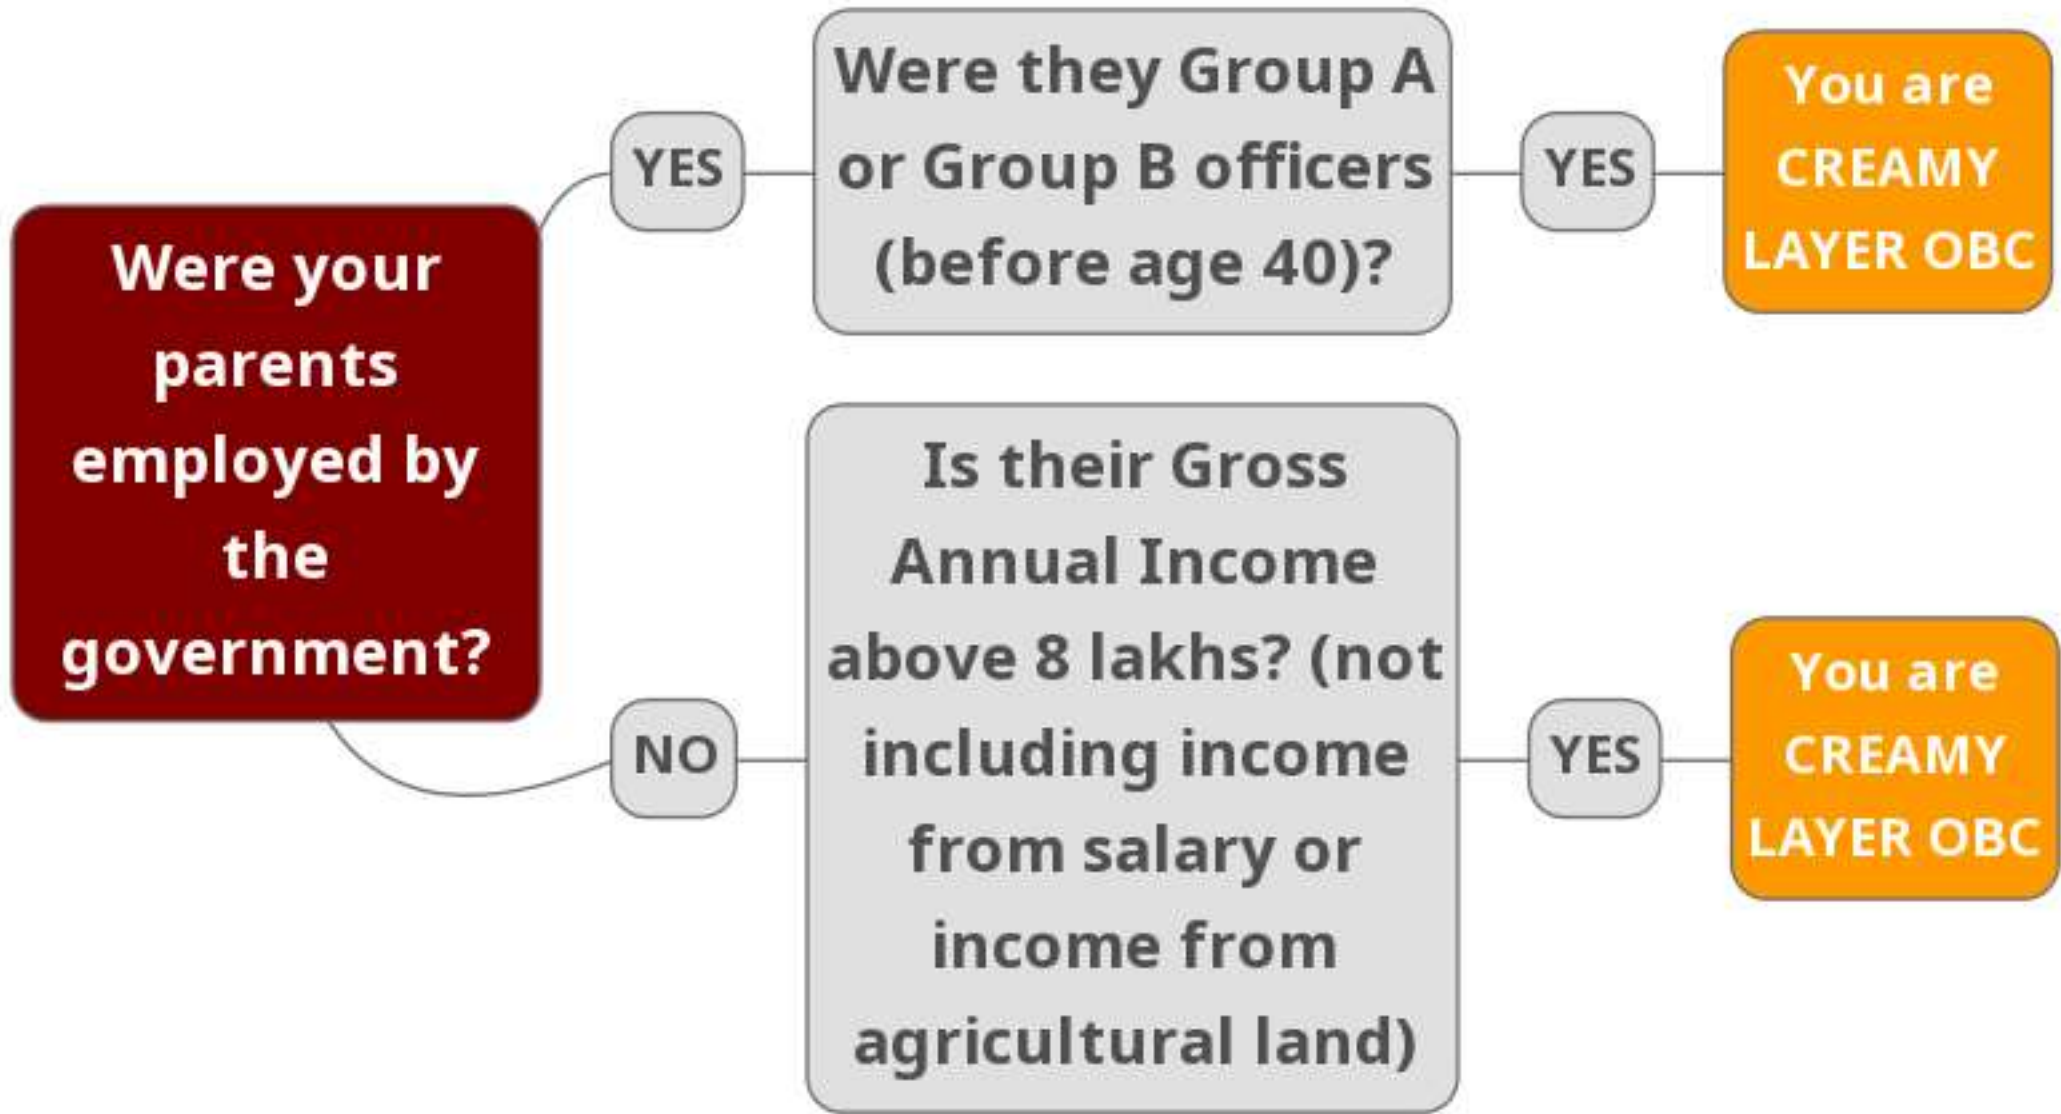 Were your
parents
employed by
the
government?
YES
Were they Group A
or Group B officers
(before age 40)?
YES
You are
CREAMY
LAYER OBC
NO
Is their Gross
Annual Income
above 8 lakhs? (not
including income
from salary or
income from
agricultural land)
YES
You are
CREAMY
LAYER OBC